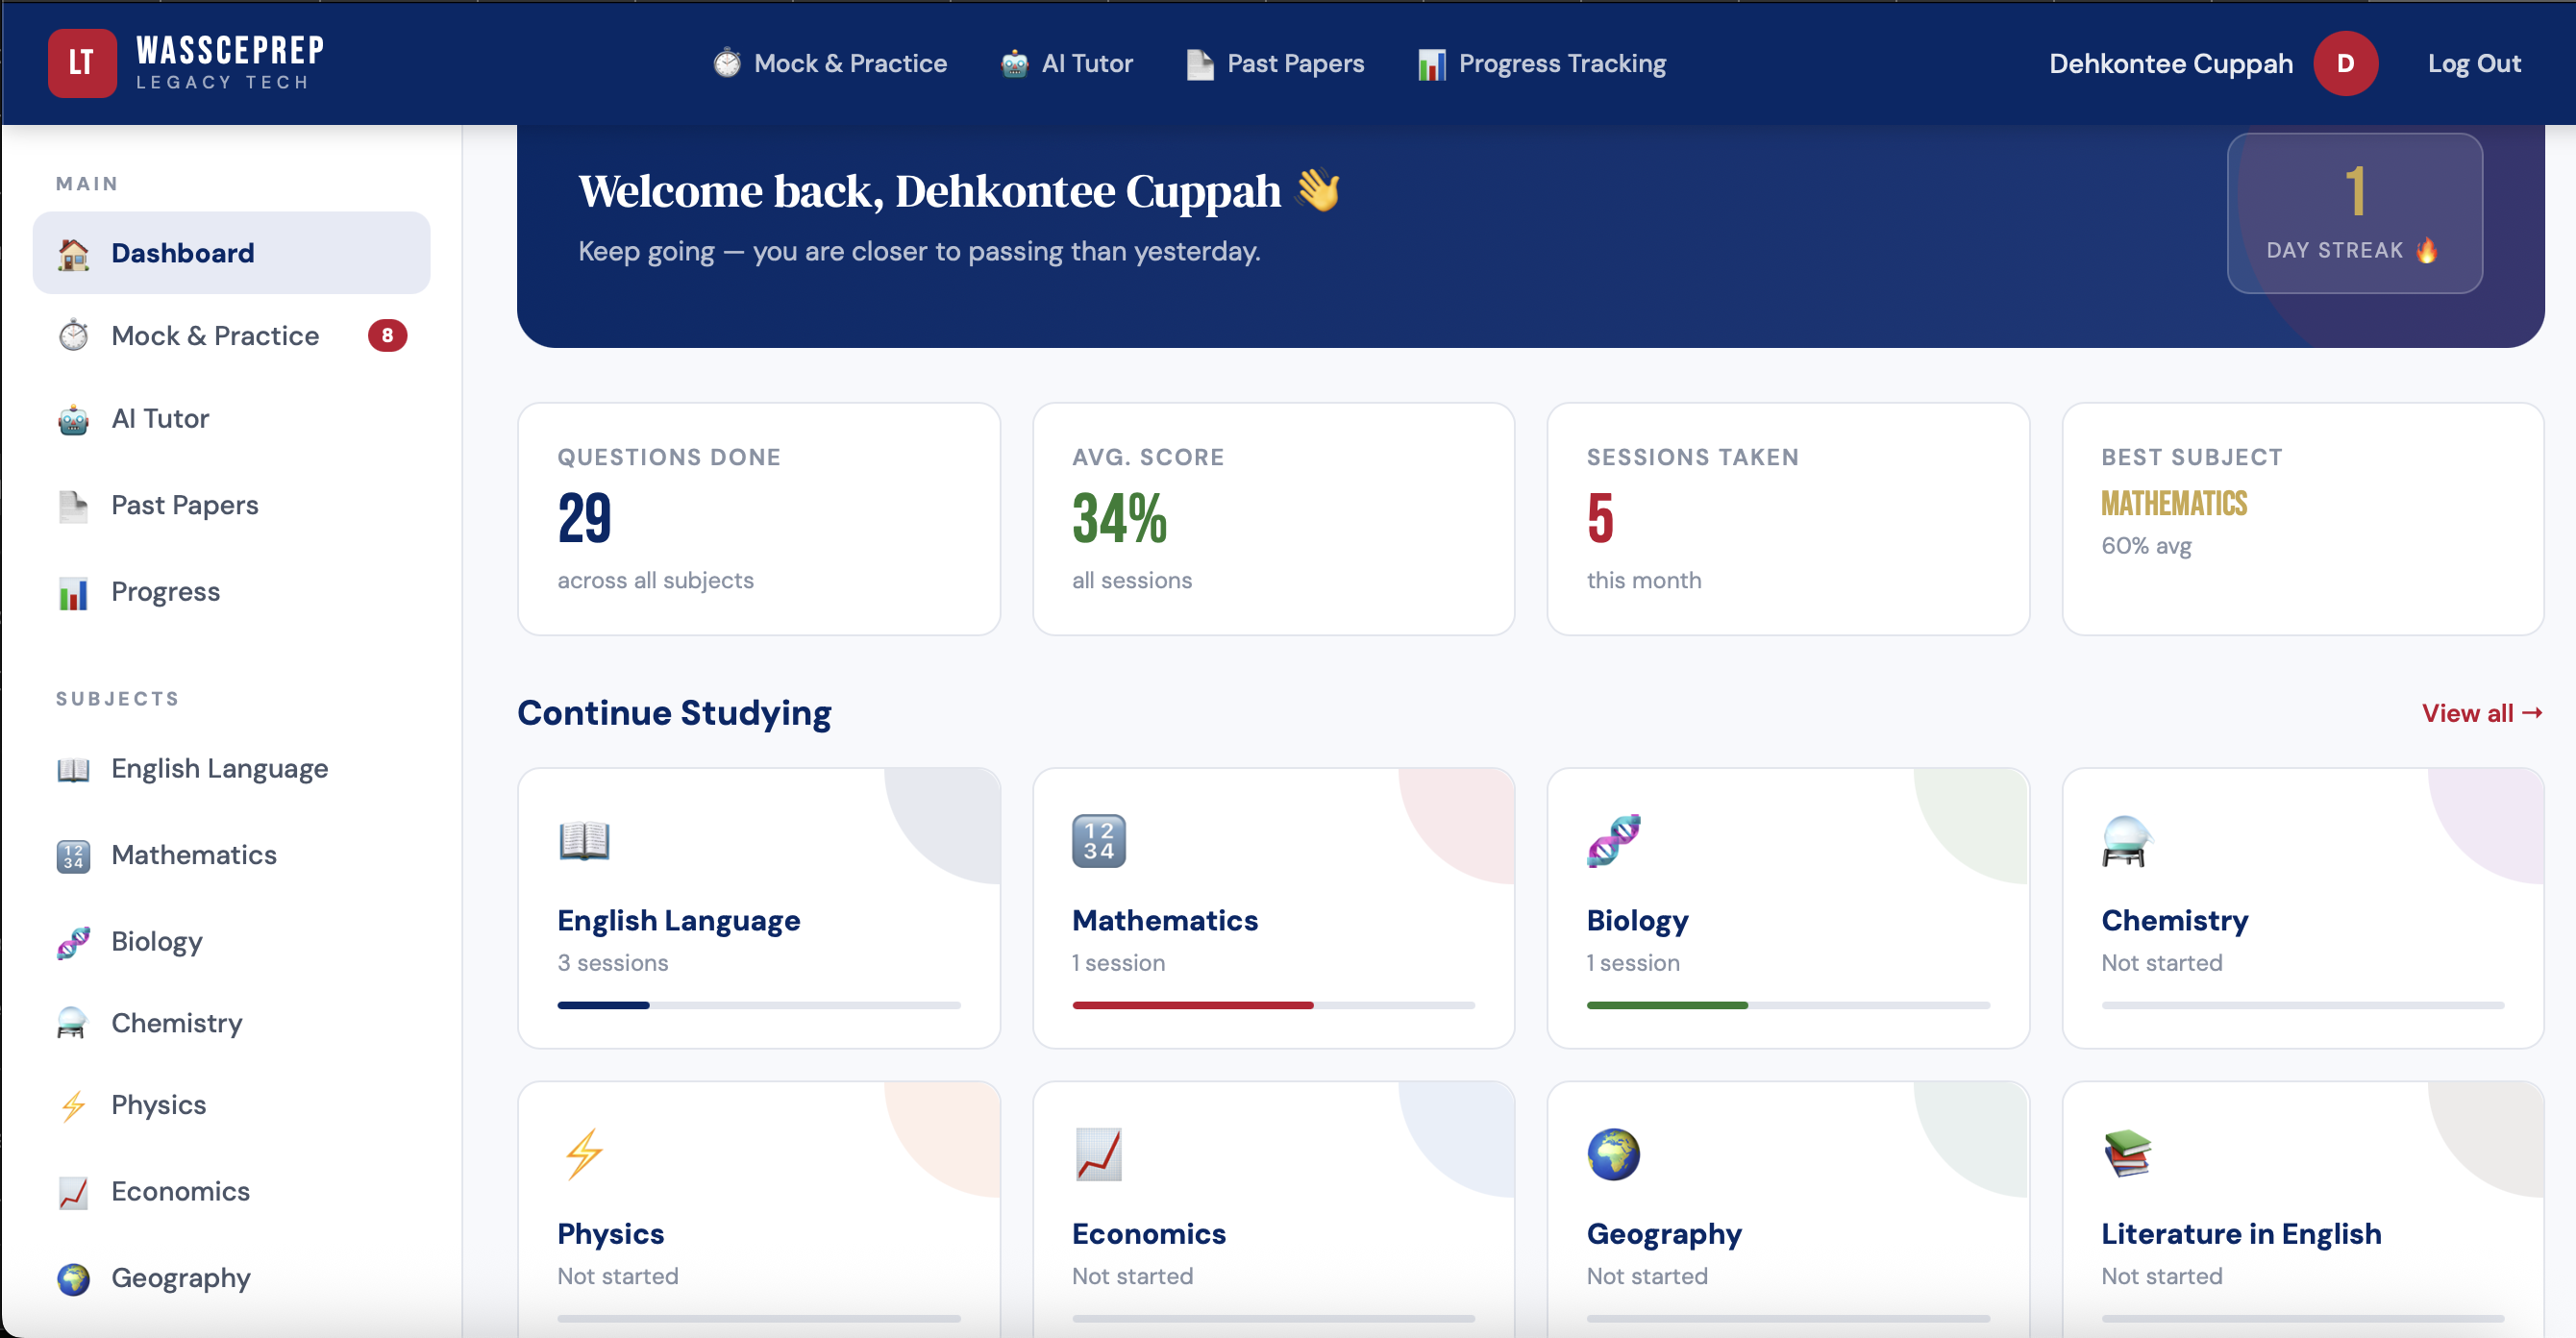 LT
WASSCEPREP
LEGACY TECH
Mock & Practice
AI Tutor
Past Papers
Progress Tracking
Dehkontee Cuppah
D
Log Out
MAIN
Dashboard
Mock & Practice
8
AI Tutor
Past Papers
Progress
SUBJECTS
English Language
1234
Mathematics
Biology
Chemistry
Physics
Economics
Geography
Welcome back, Dehkontee Cuppah
Keep going — you are closer to passing than yesterday.
1
DAY STREAK
QUESTIONS DONE
29
across all subjects
AVG. SCORE
34%
all sessions
SESSIONS TAKEN
5
this month
BEST SUBJECT
MATHEMATICS
60% avg
Continue Studying
View all →
English Language
3 sessions
12
34
Mathematics
1 session
Biology
1 session
Chemistry
Not started
Physics
Not started
Economics
Not started
Geography
Not started
Literature in English
Not started